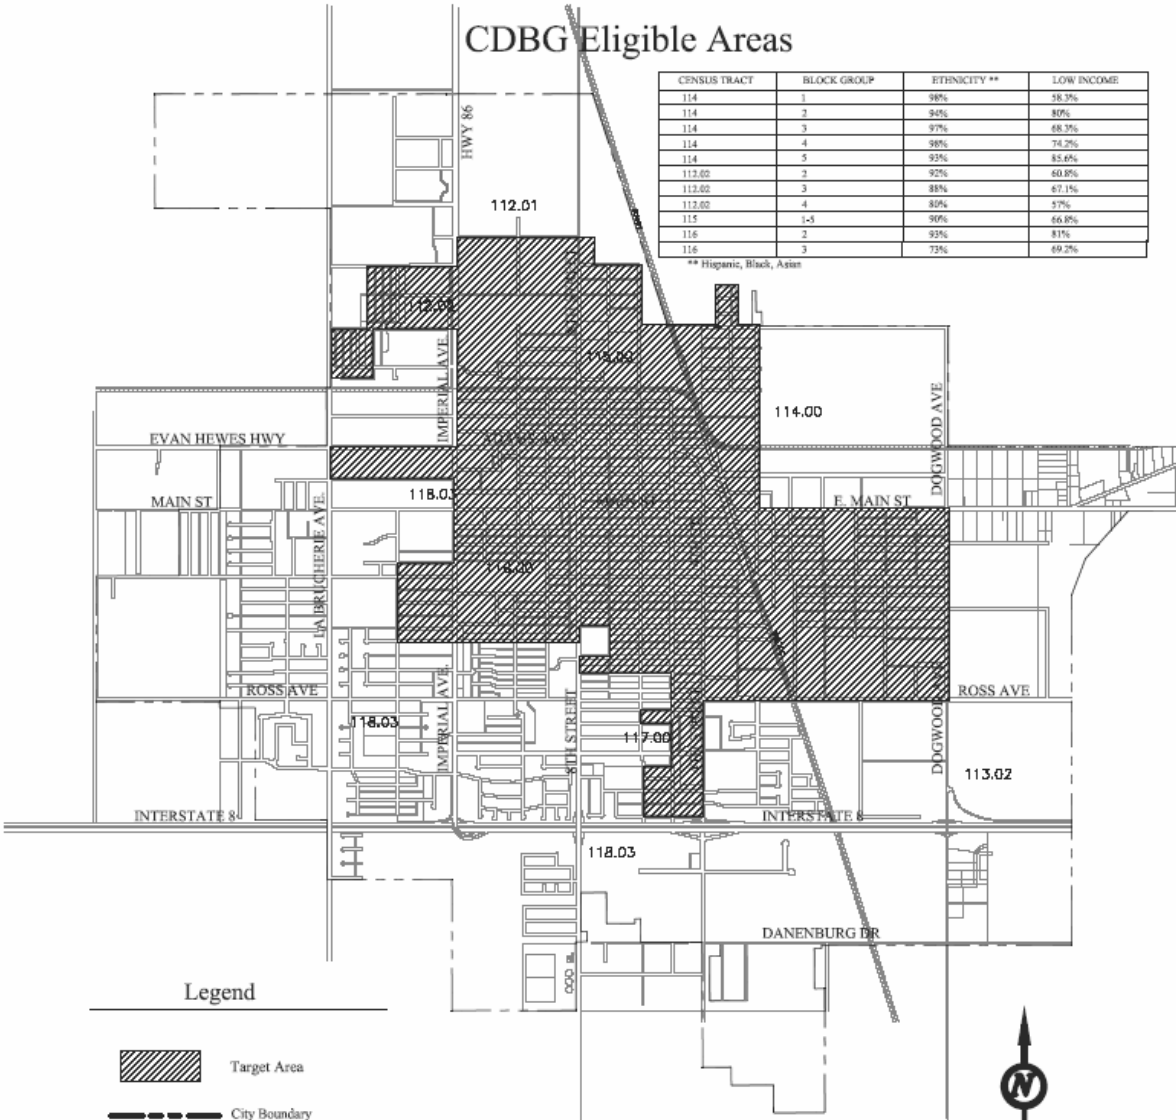 CDBG Eligible Areas
CENSUS TRACT BLOCK GROUP ETHNICITY ** LOW INCOME
114 1 98% 58.3%
114 2 94% 80%
114 3 97% 68.3%
114 4 98% 74.2%
114 5 93% 85.6%
112.02 2 92% 60.8%
112.02 3 88% 67.1%
112.02 4 80% 57%
115 1-5 90% 66.8%
116 2 93% 81%
116 3 73% 69.2%
** Hispanic, Black, Asian
HWY 86
112.01
112.02
115.00
IMPERIAL AVE.
114.00
DOGWOOD AVE
EVAN HEWES HWY
ADAMS AVE
118.03
MAIN ST
MAIN ST
E. MAIN ST
LA BRUCHERIE AVE.
116.00
ROSS AVE
ROSS AVE
IMPERIAL AVE.
8TH STREET
DOGWOOD AVE
118.03
117.00
113.02
INTERSTATE 8
INTERSTATE 8
118.03
DANENBURG DR
Legend
Target Area
City Boundary
N